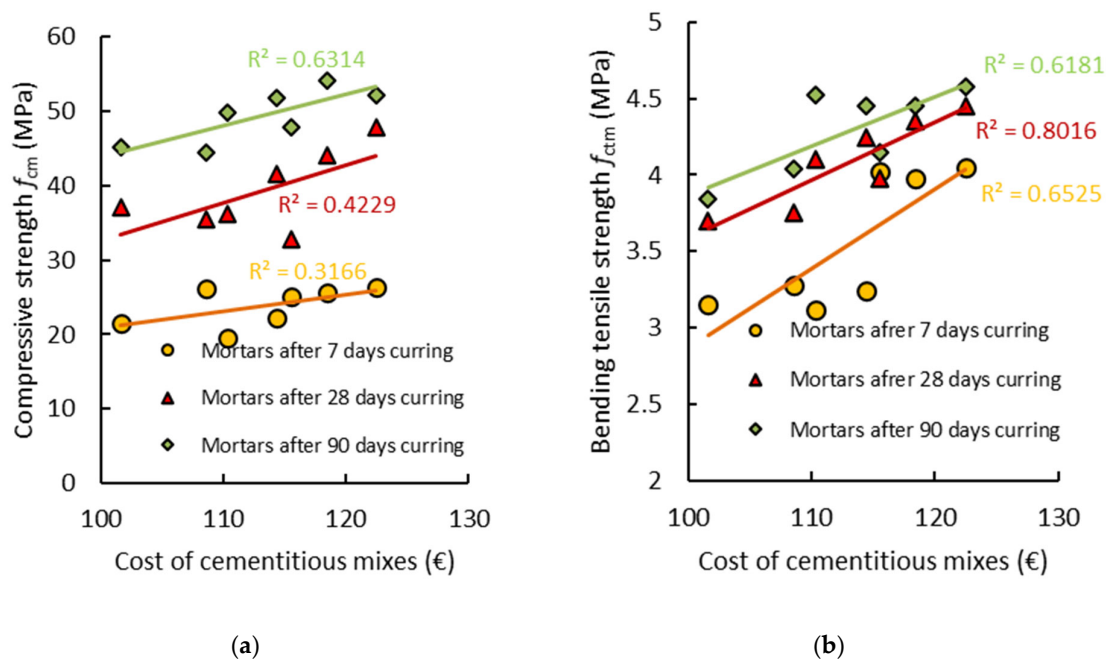 60
50
40
30
20
10
0
Compressive strength fcm (MPa)
R² = 0.6314
R² = 0.4229
R² = 0.3166
Mortars after 7 days curring
Mortars after 28 days curring
Mortars after 90 days curring
100 110 120 130
Cost of cementitious mixes (€)
(a)
5
4.5
4
3.5
3
2.5
2
Bending tensile strength fctm (MPa)
R² = 0.6181
R² = 0.8016
R² = 0.6525
Mortars after 7 days curring
Mortars afrer 28 days curring
Mortars after 90 days curring
100 110 120 130
Cost of cementitious mixes (€)
(b)